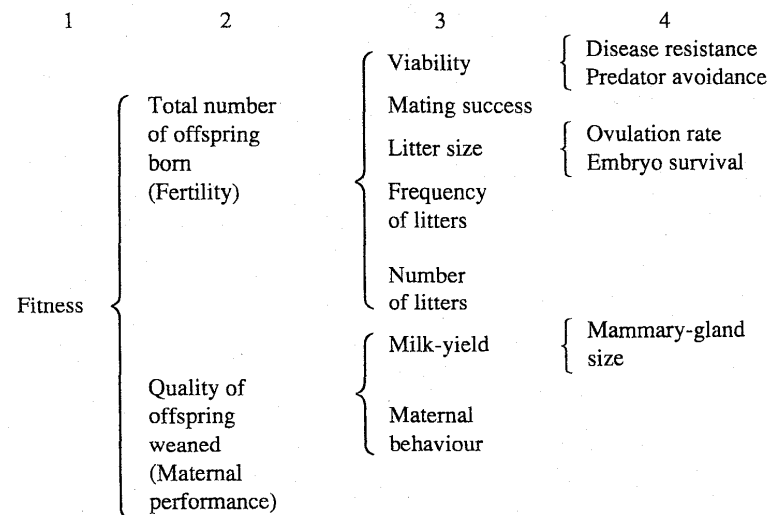 1 2 3 4
Fitness
Total number
of offspring
born
(Fertility)
Quality of
offspring
weaned
(Maternal
performance)
Viability
Mating success
Litter size
Frequency
of litters
Number
of litters
Milk-yield
Maternal
behaviour
Disease resistance
Predator avoidance
Ovulation rate
Embryo survival
Mammary-gland
size